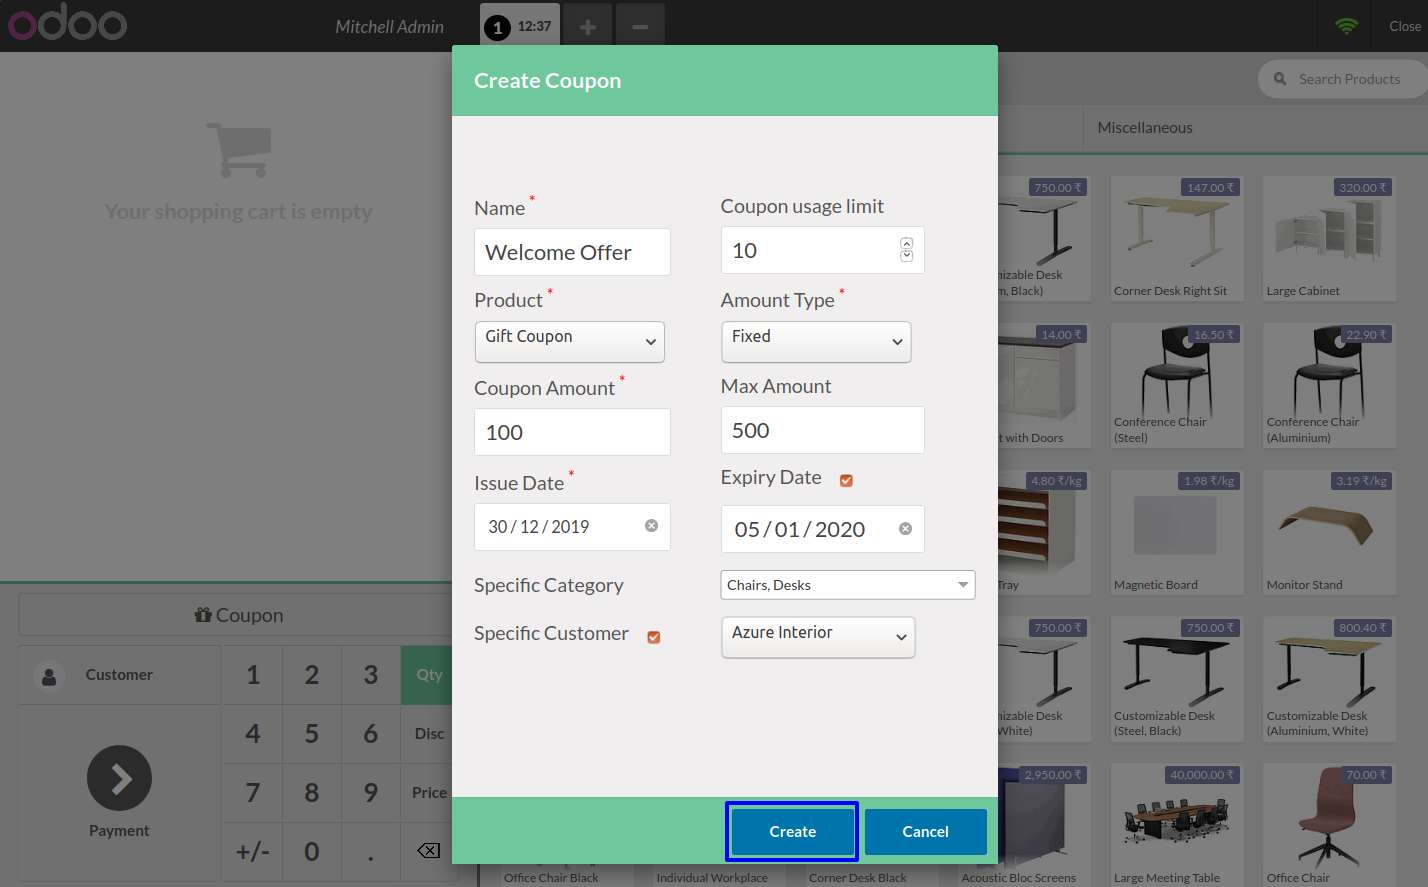 odoo
Mitchell Admin
1 12:37
Close
Search Products
Miscellaneous
Your shopping cart is empty
Create Coupon
Name *
Coupon usage limit
Welcome Offer
10
Product *
Amount Type *
Gift Coupon
Fixed
Coupon Amount *
Max Amount
100
500
Issue Date *
Expiry Date
30 / 12 / 2019
05 / 01 / 2020
Specific Category
Chairs, Desks
Specific Customer
Azure Interior
Create
Cancel
750.00 ₹
147.00 ₹
320.00 ₹
nizable Desk
m, Black)
Corner Desk Right Sit
Large Cabinet
14.00 ₹
16.50 ₹
22.90 ₹
t with Doors
Conference Chair
(Steel)
Conference Chair
(Aluminium)
4.80 ₹/kg
1.98 ₹/kg
3.19 ₹/kg
Tray
Magnetic Board
Monitor Stand
750.00 ₹
750.00 ₹
800.40 ₹
nizable Desk
White)
Customizable Desk
(Steel, Black)
Customizable Desk
(Aluminium, White)
2,950.00 ₹
40,000.00 ₹
70.00 ₹
Office Chair Black
Individual Workplace
Corner Desk Black
Acoustic Bloc Screens
Large Meeting Table
Office Chair
Coupon
Customer
1 2 3 Qty
4 5 6 Disc
7 8 9 Price
Payment
+/- 0 .